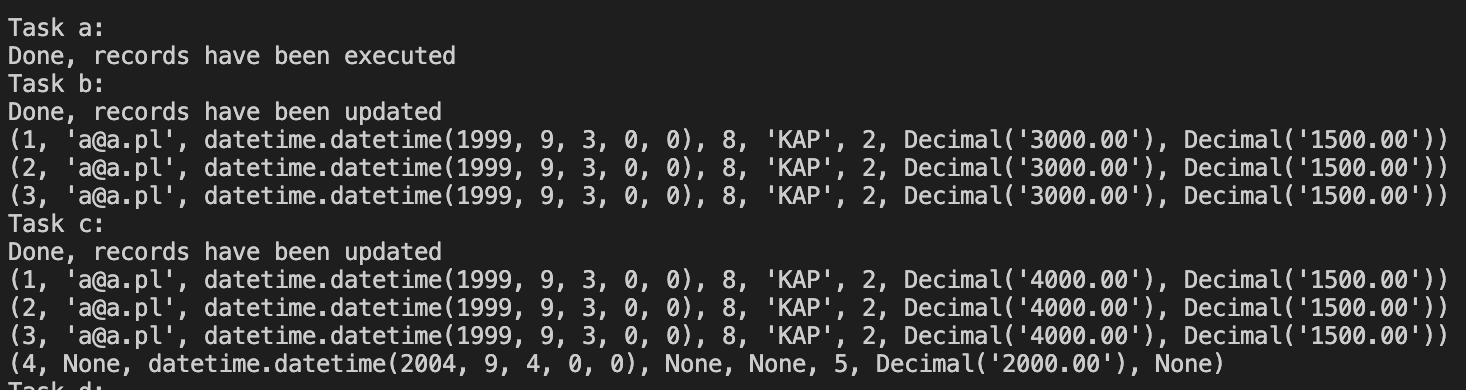 Task a:
Done, records have been executed
Task b:
Done, records have been updated
(1, 'a@a.pl', datetime.datetime(1999, 9, 3, 0, 0), 8, 'KAP', 2, Decimal('3000.00'), Decimal('1500.00'))
(2, 'a@a.pl', datetime.datetime(1999, 9, 3, 0, 0), 8, 'KAP', 2, Decimal('3000.00'), Decimal('1500.00'))
(3, 'a@a.pl', datetime.datetime(1999, 9, 3, 0, 0), 8, 'KAP', 2, Decimal('3000.00'), Decimal('1500.00'))
Task c:
Done, records have been updated
(1, 'a@a.pl', datetime.datetime(1999, 9, 3, 0, 0), 8, 'KAP', 2, Decimal('4000.00'), Decimal('1500.00'))
(2, 'a@a.pl', datetime.datetime(1999, 9, 3, 0, 0), 8, 'KAP', 2, Decimal('4000.00'), Decimal('1500.00'))
(3, 'a@a.pl', datetime.datetime(1999, 9, 3, 0, 0), 8, 'KAP', 2, Decimal('4000.00'), Decimal('1500.00'))
(4, None, datetime.datetime(2004, 9, 4, 0, 0), None, None, 5, Decimal('2000.00'), None)
Task d: